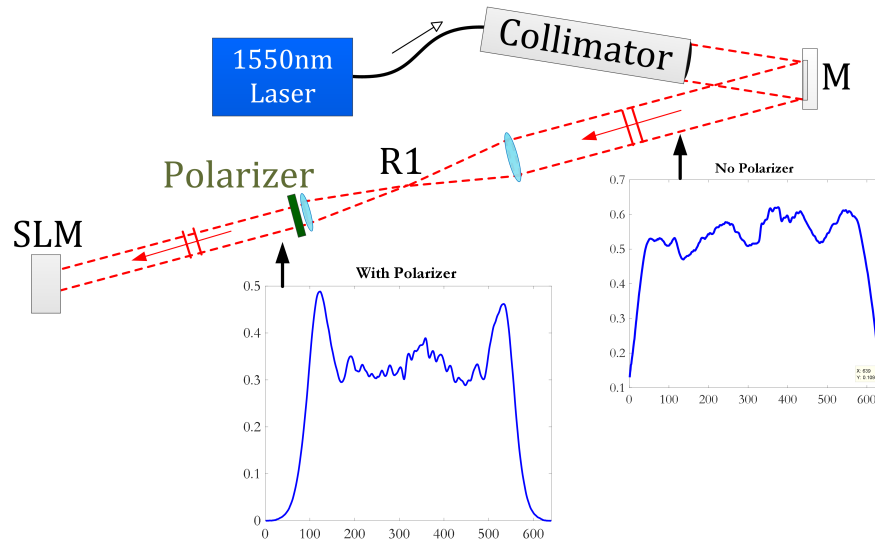 1550nm
Laser
Collimator
M
R1
Polarizer
SLM
No Polarizer
0.7
0.6
0.5
0.4
0.3
0.2
0.1
0 100 200 300 400 500 600
X: 639
Y: 0.106
With Polarizer
0.5
0.4
0.3
0.2
0.1
0
0 100 200 300 400 500 600